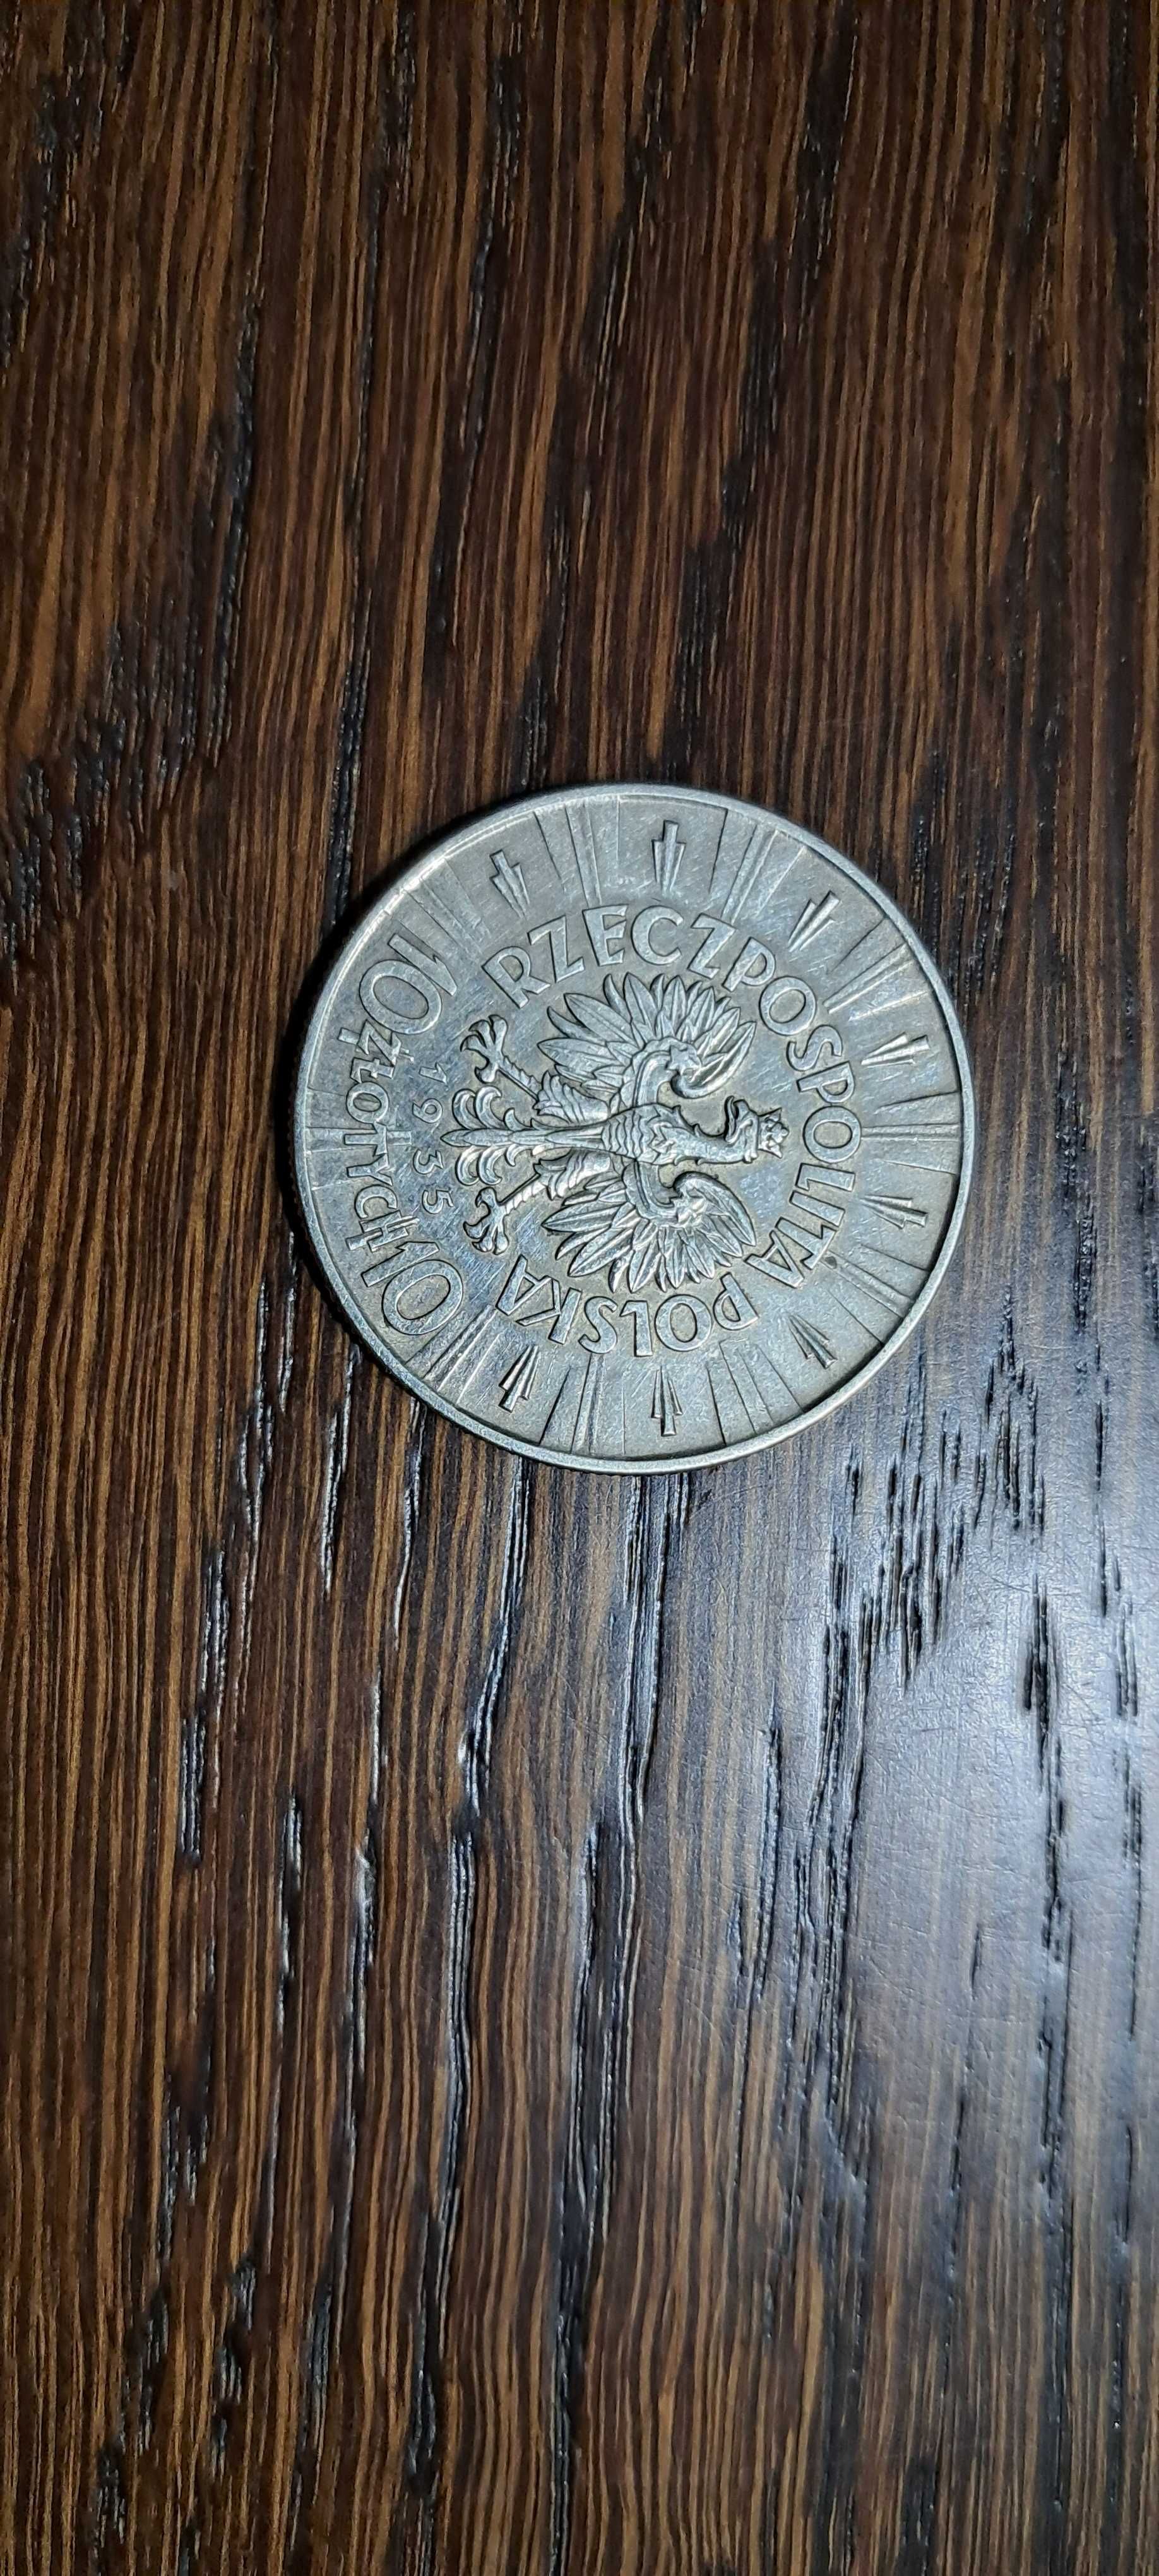 RZECZPOSPOLITA POLSKA
1935
10 ZŁOTYCH 10